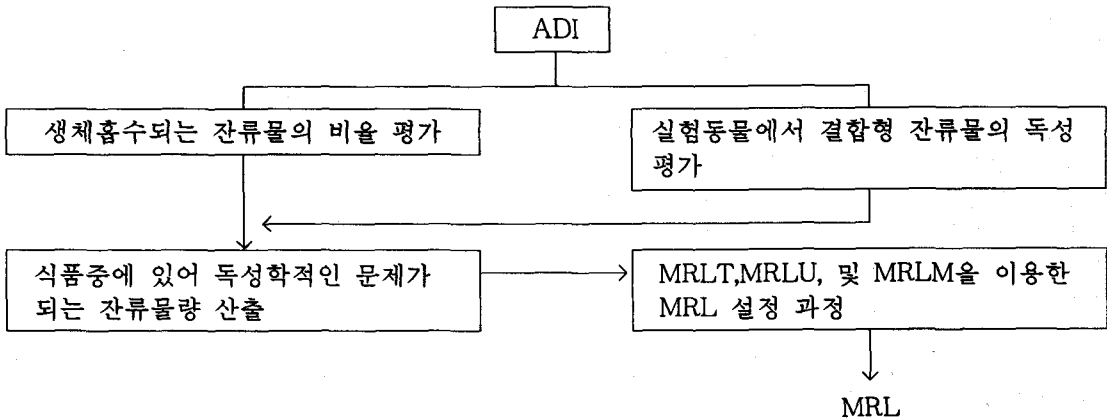 ADI
생체흡수되는 잔류물의 비율 평가
실험동물에서 결합형 잔류물의 독성
평가
식품중에 있어 독성학적인 문제가
되는 잔류물량 산출
MRLT,MRLU, 및 MRLM을 이용한
MRL 설정 과정
MRL